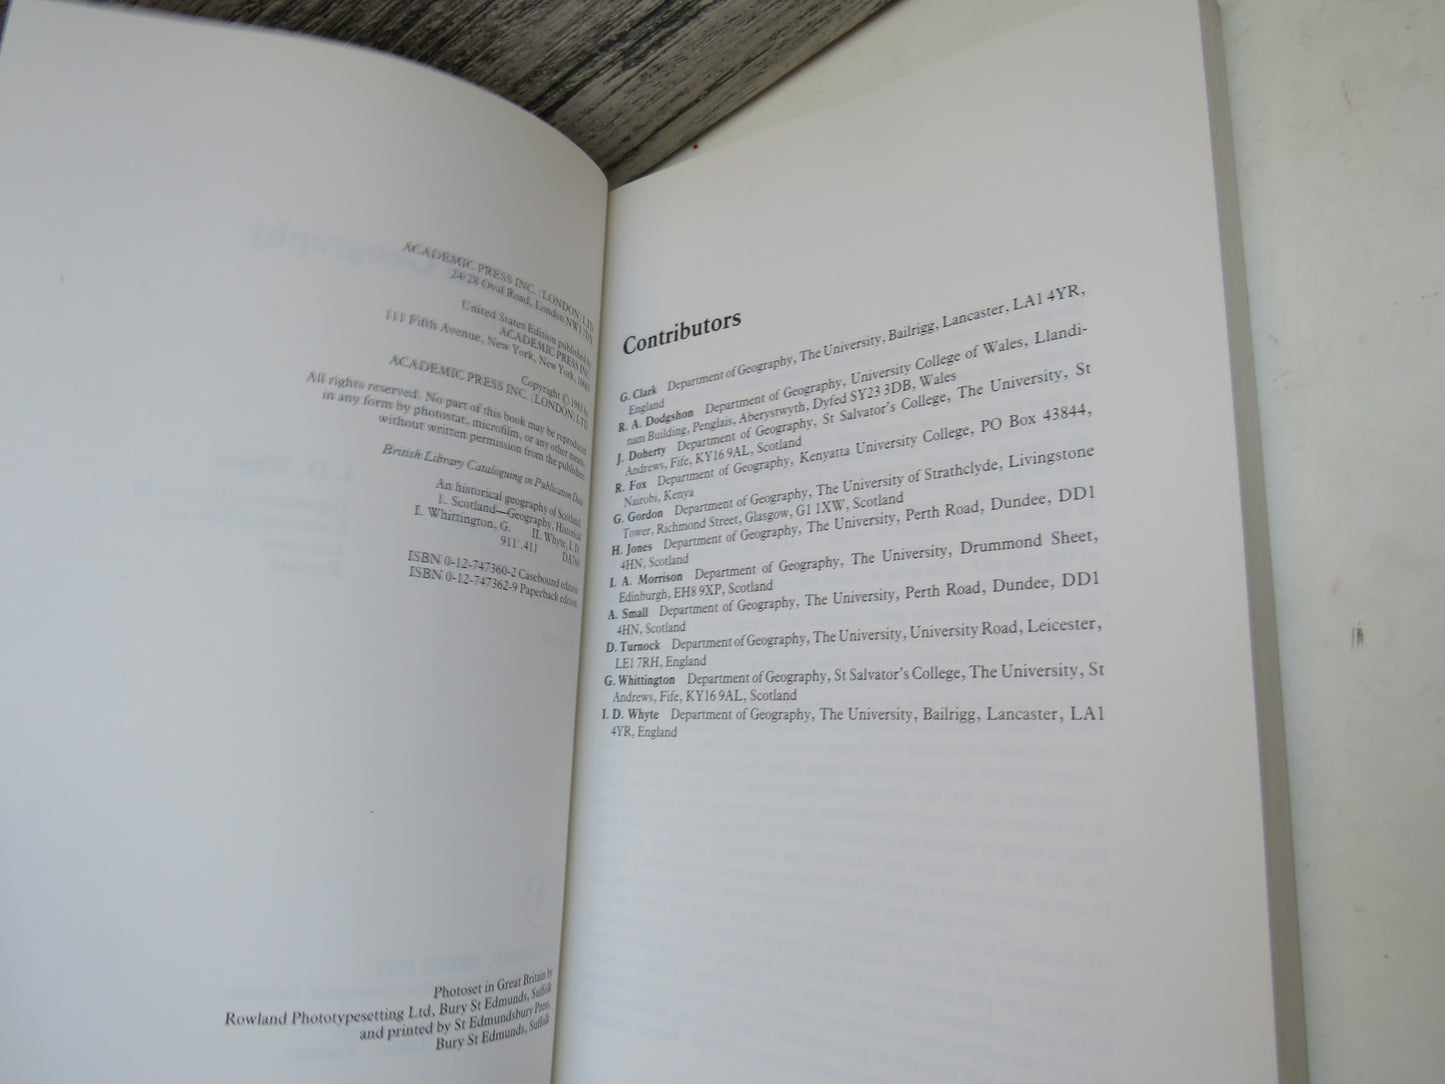 ACADEMIC PRESS INC. (LONDON) LTD
24/28 Oval Road, London NW1 7DX
United States Edition published by
ACADEMIC PRESS INC.
111 Fifth Avenue, New York, New York, 10003
Copyright © 1983 by
ACADEMIC PRESS INC. (LONDON) LTD
All rights reserved. No part of this book may be reproduced
in any form by photostat, microfilm, or any other means,
without written permission from the publishers
British Library Cataloguing in Publication Data
An historical geography of Scotland
1. Scotland—Geography, Historical
I. Whittington, G. II. Whyte, I. D.
911'.411 DA760
ISBN 0-12-747360-2 Casebound edition
ISBN 0-12-747362-9 Paperback edition
Photoset in Great Britain by
Rowland Phototypesetting Ltd, Bury St Edmunds, Suffolk
and printed by St Edmundsbury Press,
Bury St Edmunds, Suffolk
Contributors
G. Clark Department of Geography, The University, Bailrigg, Lancaster, LA1 4YR,
England
R. A. Dodgshon Department of Geography, University College of Wales, Llandi-
nam Building, Penglais, Aberystwyth, Dyfed SY23 3DB, Wales
J. Doherty Department of Geography, St Salvator's College, The University, St
Andrews, Fife, KY16 9AL, Scotland
R. Fox Department of Geography, Kenyatta University College, PO Box 43844,
Nairobi, Kenya
G. Gordon Department of Geography, The University of Strathclyde, Livingstone
Tower, Richmond Street, Glasgow, G1 1XW, Scotland
H. Jones Department of Geography, The University, Perth Road, Dundee, DD1
4HN, Scotland
I. A. Morrison Department of Geography, The University, Drummond Sheet,
Edinburgh, EH8 9XP, Scotland
A. Small Department of Geography, The University, Perth Road, Dundee, DD1
4HN, Scotland
D. Turnock Department of Geography, The University, University Road, Leicester,
LE1 7RH, England
G. Whittington Department of Geography, St Salvator's College, The University, St
Andrews, Fife, KY16 9AL, Scotland
I. D. Whyte Department of Geography, The University, Bailrigg, Lancaster, LA1
4YR, England